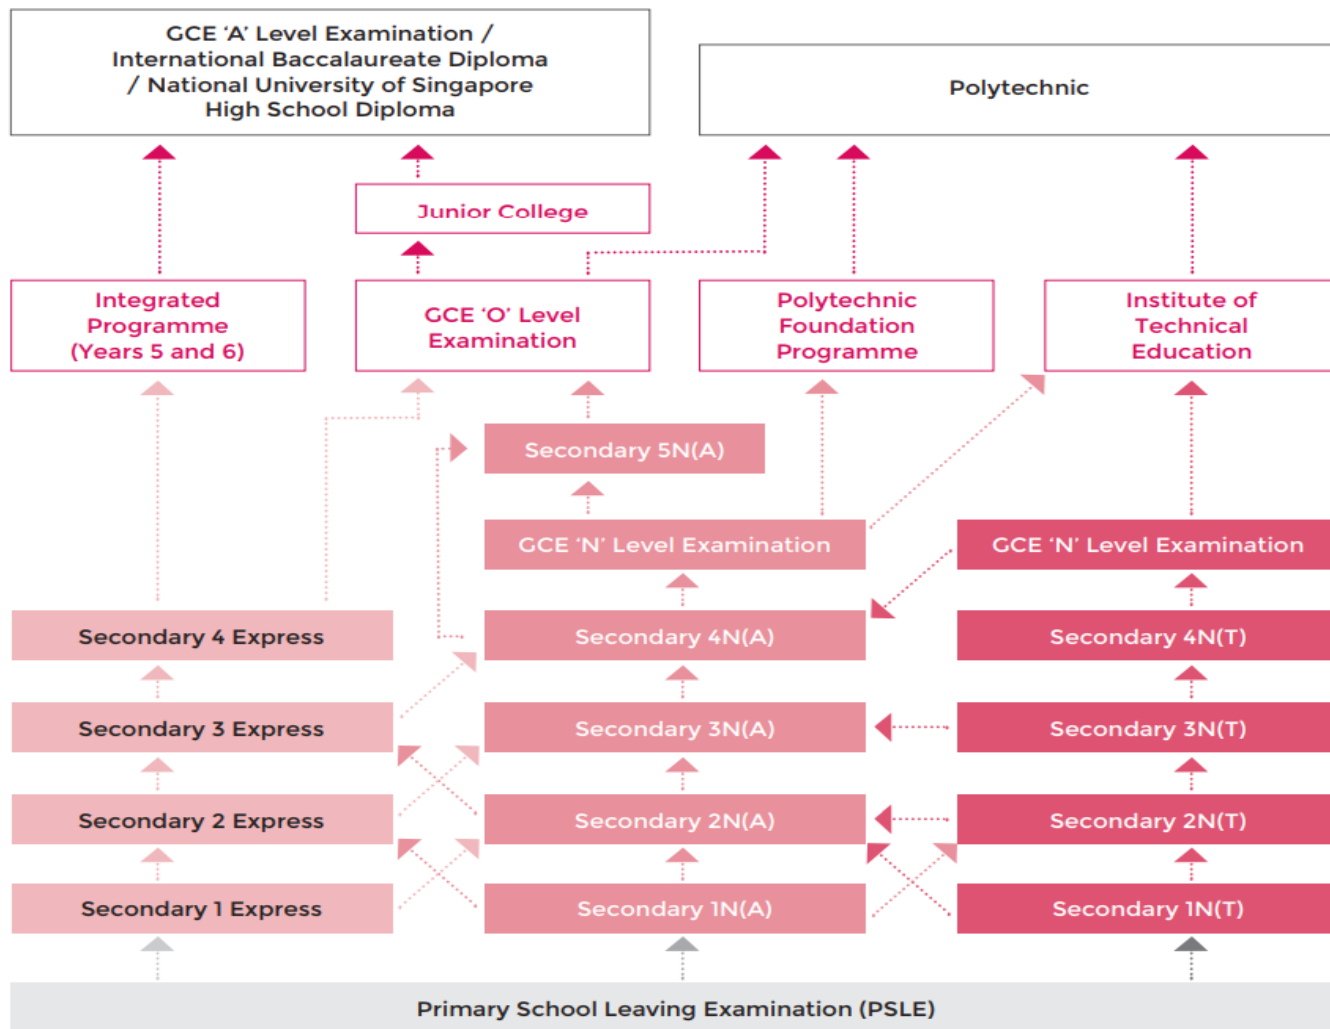 GCE ‘A’ Level Examination /
International Baccalaureate Diploma
/ National University of Singapore
High School Diploma
Polytechnic
Junior College
Integrated
Programme
(Years 5 and 6)
GCE ‘O’ Level
Examination
Polytechnic
Foundation
Programme
Institute of
Technical
Education
Secondary 5N(A)
GCE ‘N’ Level Examination
GCE ‘N’ Level Examination
Secondary 4 Express
Secondary 4N(A)
Secondary 4N(T)
Secondary 3 Express
Secondary 3N(A)
Secondary 3N(T)
Secondary 2 Express
Secondary 2N(A)
Secondary 2N(T)
Secondary 1 Express
Secondary 1N(A)
Secondary 1N(T)
Primary School Leaving Examination (PSLE)